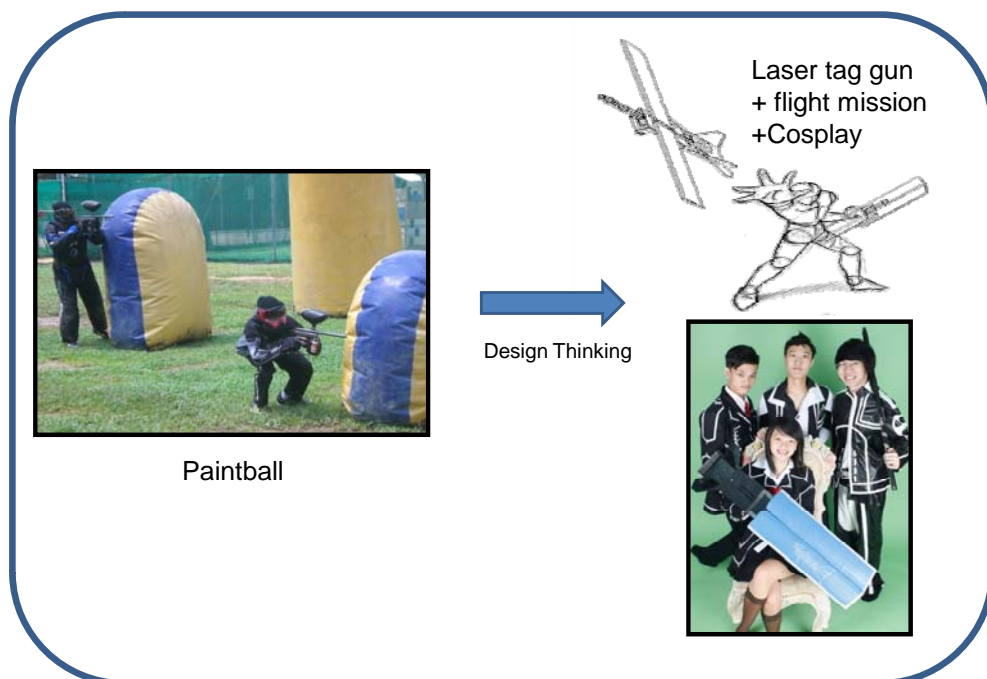 Laser tag gun
+ flight mission
+Cosplay
Design Thinking
Paintball